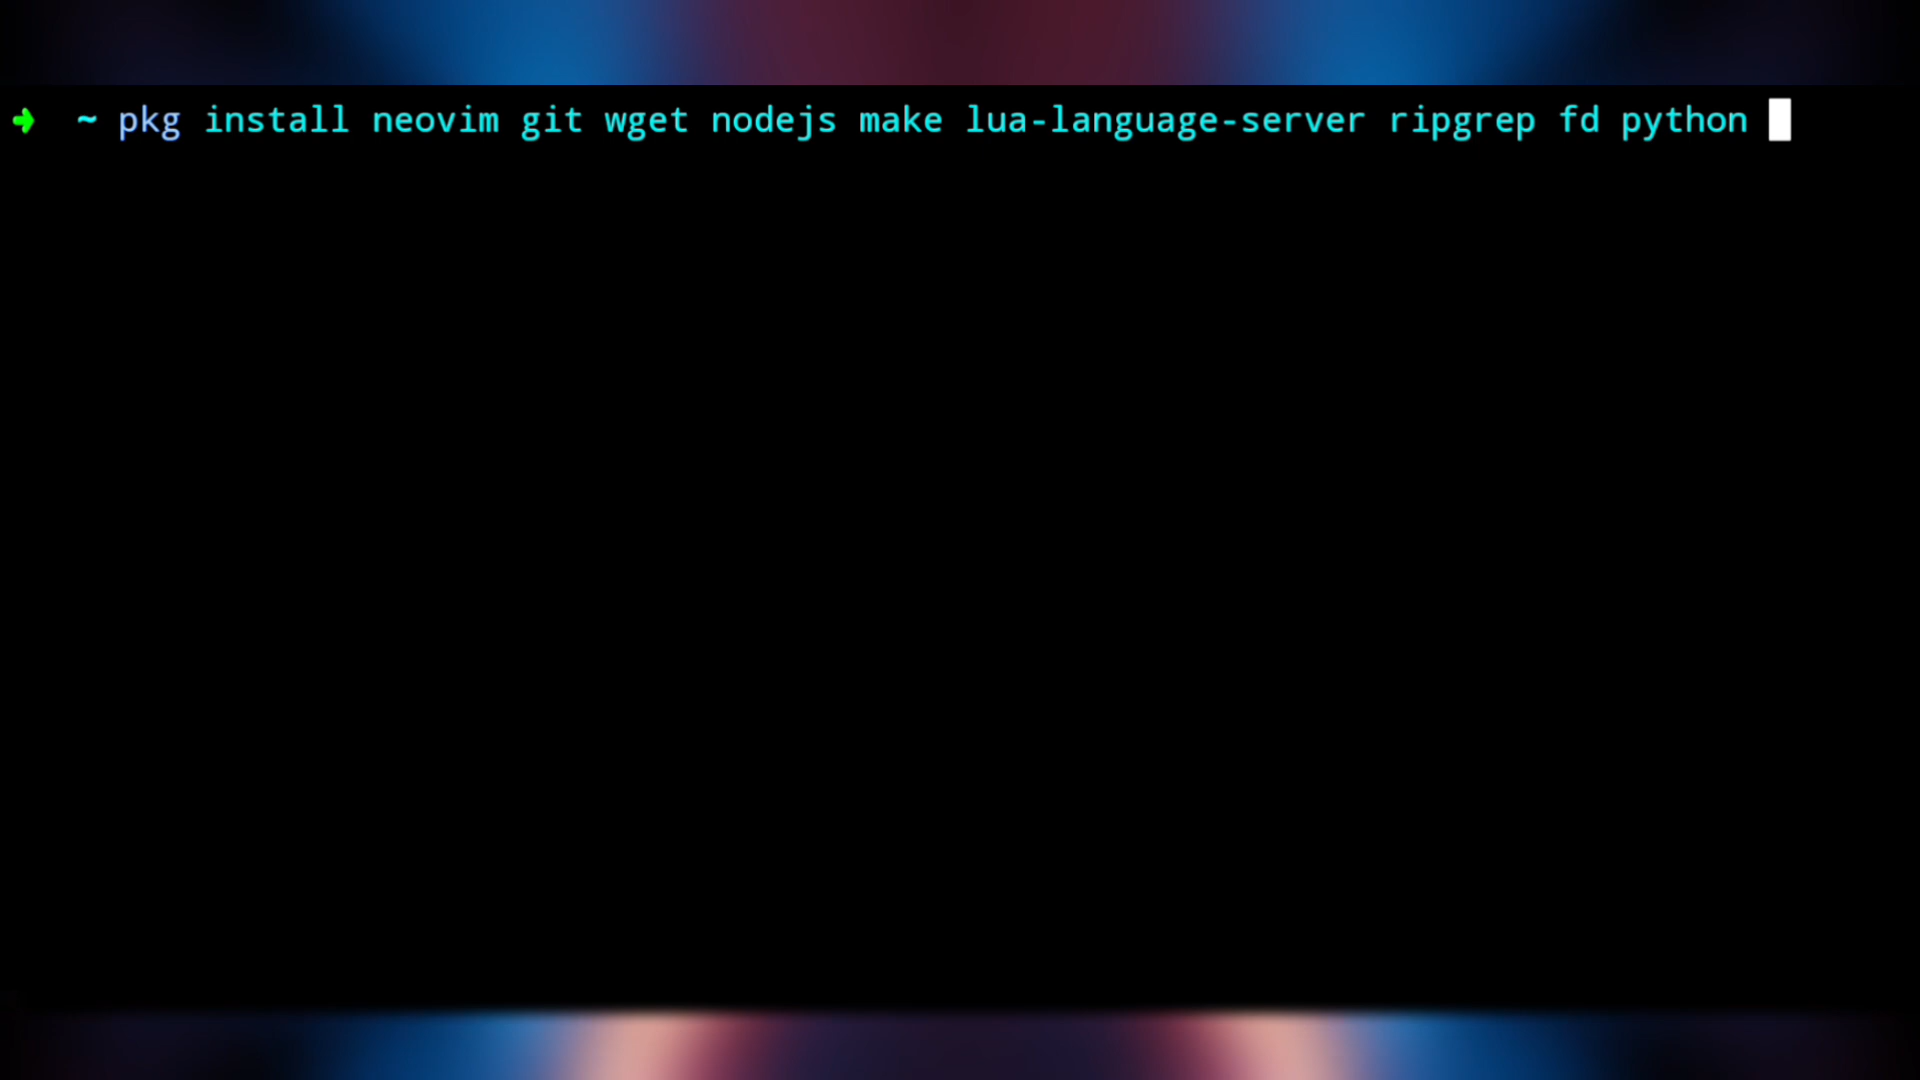 ➜ ~ pkg install neovim git wget nodejs make lua-language-server ripgrep fd python